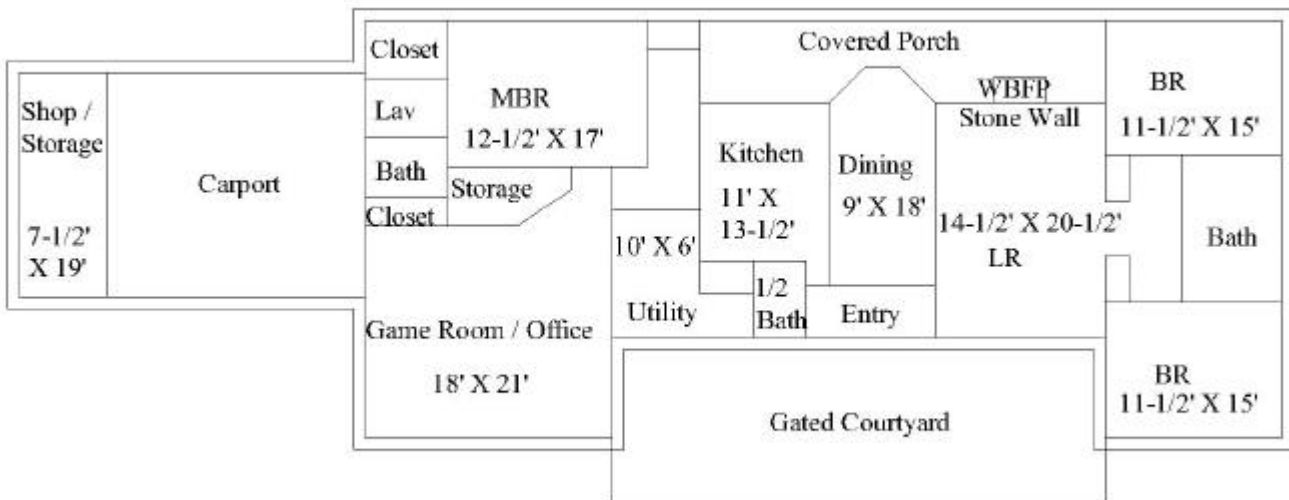 Closet
Covered Porch
Shop /
Storage
Lav
MBR
12-1/2' X 17'
WBFP
Stone Wall
BR
11-1/2' X 15'
Carport
Bath
Storage
Closet
Kitchen
11' X
13-1/2'
Dining
9' X 18'
7-1/2'
X 19'
10' X 6'
14-1/2' X 20-1/2'
LR
Bath
Game Room / Office
18' X 21'
Utility
1/2
Bath
Entry
BR
11-1/2' X 15'
Gated Courtyard